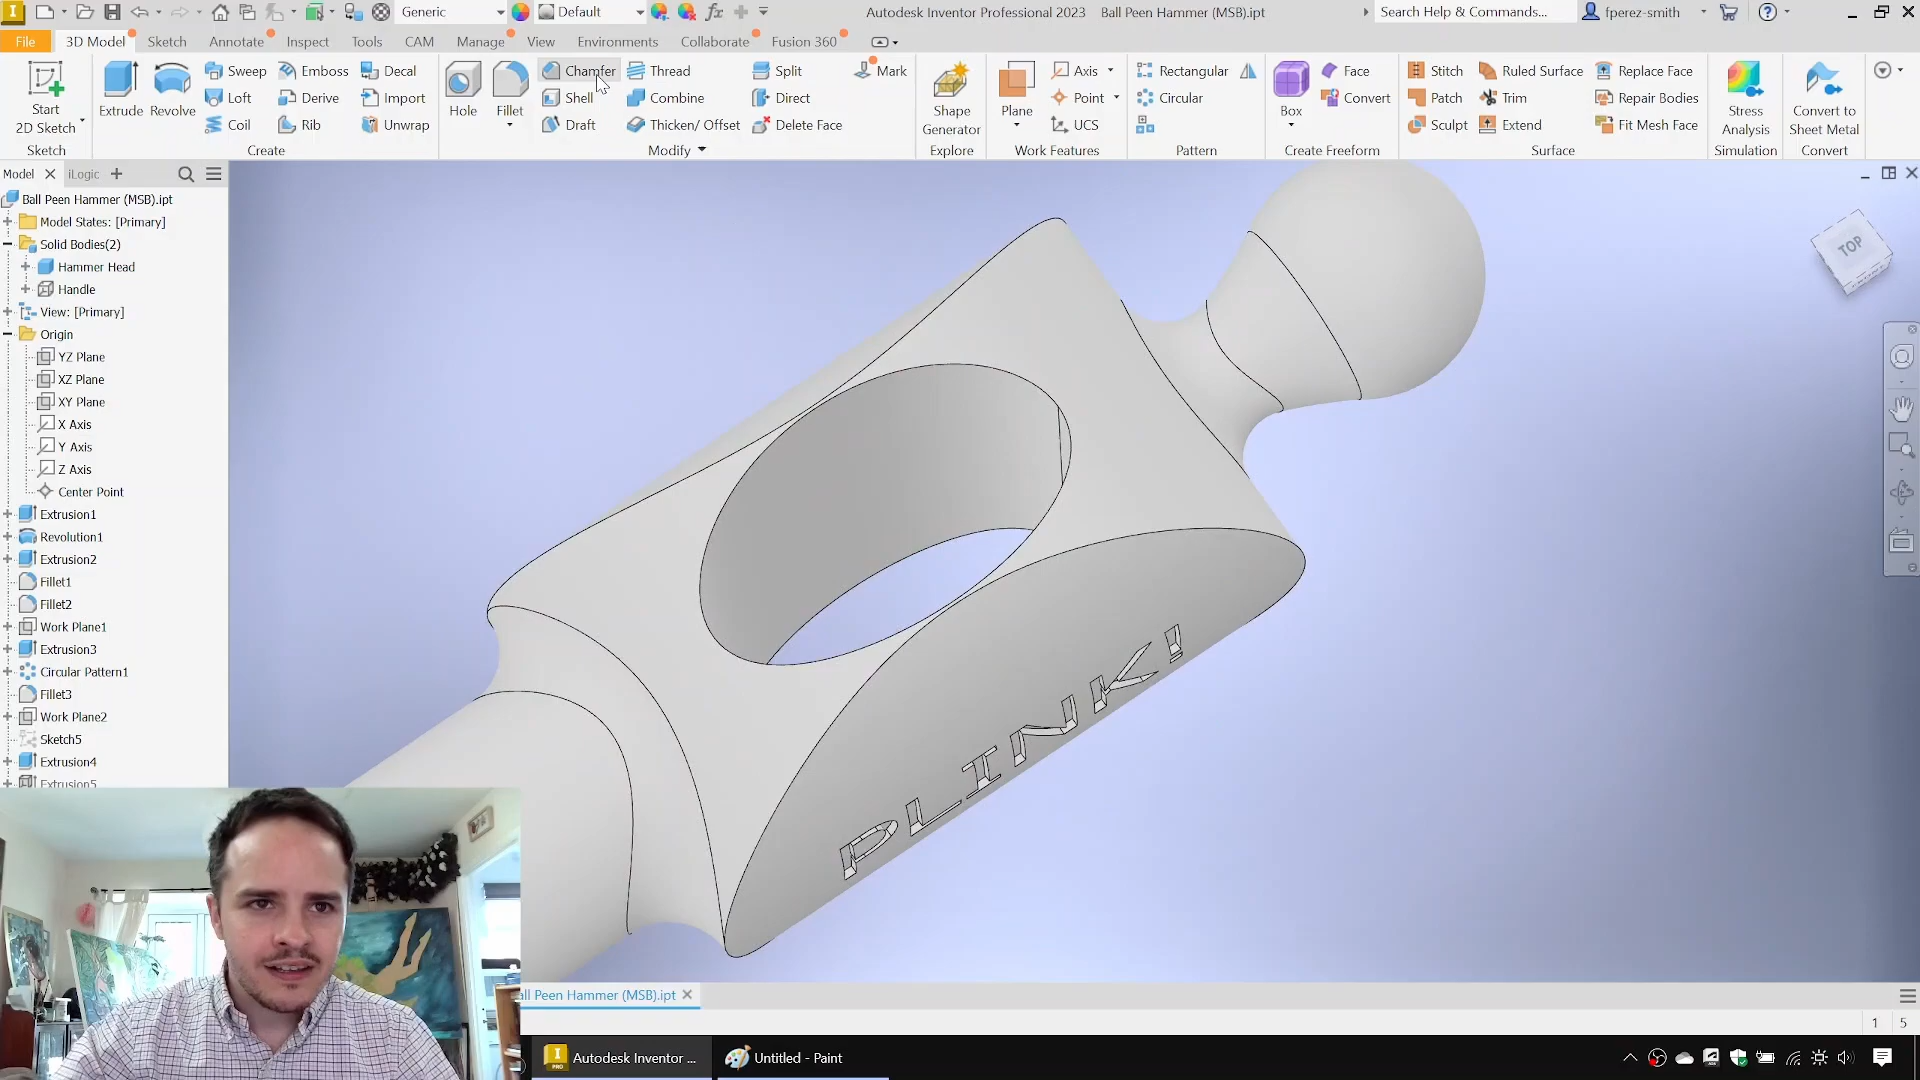 Generic
Default
Autodesk Inventor Professional 2023 Ball Peen Hammer (MSB).ipt
Search Help & Commands...
fperez-smith
File 3D Model Sketch Annotate Inspect Tools CAM Manage View Environments Collaborate Fusion 360
Start 2D Sketch
Extrude
Revolve
Sweep Emboss Decal
Loft Derive Import
Coil Rib Unwrap
Hole
Fillet
Chamfer Thread Split Mark
Shell Combine Direct
Draft Thicken/ Offset Delete Face
Shape Generator
Plane
Axis
Point
UCS
Rectangular
Circular
Box
Face
Convert
Stitch Ruled Surface Replace Face
Patch Trim Repair Bodies
Sculpt Extend Fit Mesh Face
Stress Analysis
Convert to Sheet Metal
Sketch Create Modify Explore Work Features Pattern Create Freeform Surface Simulation Convert
Model iLogic
Ball Peen Hammer (MSB).ipt
Model States: [Primary]
Solid Bodies(2)
Hammer Head
Handle
View: [Primary]
Origin
YZ Plane
XZ Plane
XY Plane
X Axis
Y Axis
Z Axis
Center Point
Extrusion1
Revolution1
Extrusion2
Fillet1
Fillet2
Work Plane1
Extrusion3
Circular Pattern1
Fillet3
Work Plane2
Sketch5
Extrusion4
Extrusion5
TOP
PLINK!
all Peen Hammer (MSB).ipt
1 5
Autodesk Inventor ...
Untitled - Paint